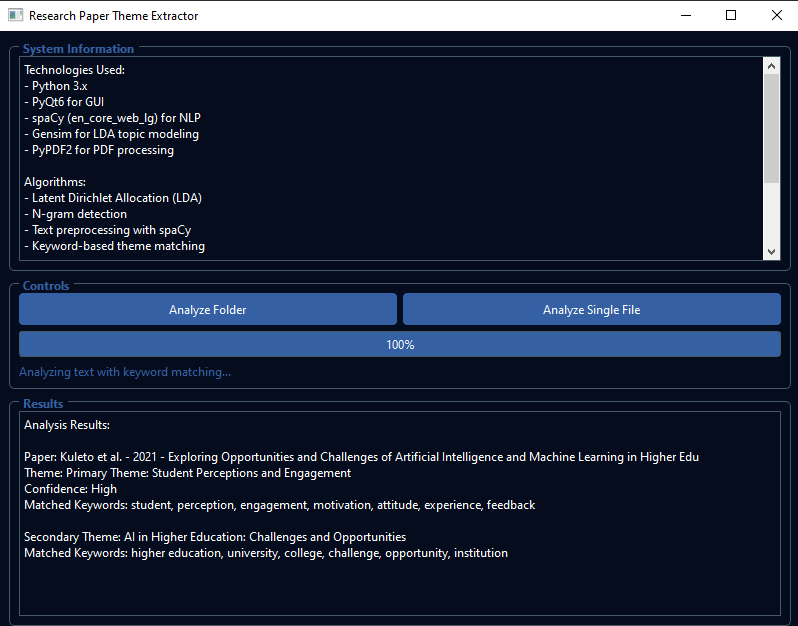 Research Paper Theme Extractor
System Information
Technologies Used:
- Python 3.x
- PyQt6 for GUI
- spaCy (en_core_web_lg) for NLP
- Gensim for LDA topic modeling
- PyPDF2 for PDF processing
Algorithms:
- Latent Dirichlet Allocation (LDA)
- N-gram detection
- Text preprocessing with spaCy
- Keyword-based theme matching
Controls
Analyze Folder
Analyze Single File
100%
Analyzing text with keyword matching...
Results
Analysis Results:
Paper: Kuleto et al. - 2021 - Exploring Opportunities and Challenges of Artificial Intelligence and Machine Learning in Higher Edu
Theme: Primary Theme: Student Perceptions and Engagement
Confidence: High
Matched Keywords: student, perception, engagement, motivation, attitude, experience, feedback
Secondary Theme: AI in Higher Education: Challenges and Opportunities
Matched Keywords: higher education, university, college, challenge, opportunity, institution